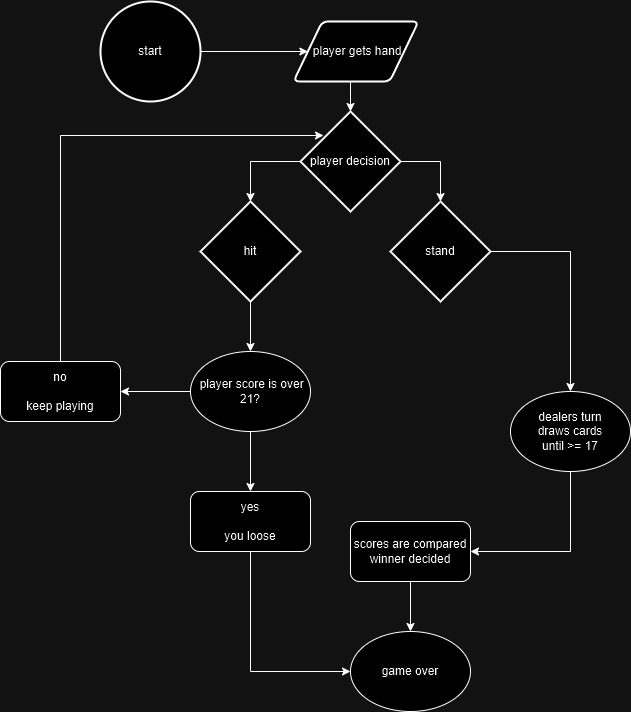 start
player gets hand
player decision
hit
stand
player score is over
21?
no
keep playing
dealers turn
draws cards
until >= 17
yes
you loose
scores are compared
winner decided
game over